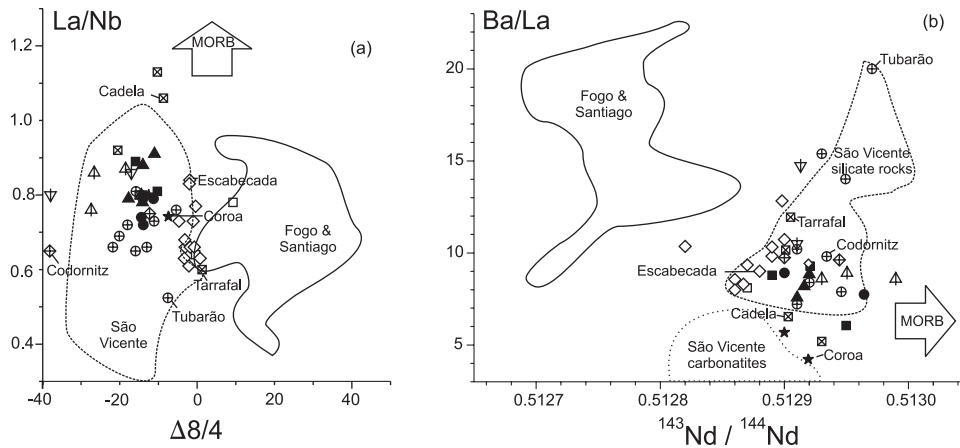 La/Nb
MORB
(a)
1.2
1.0
0.8
0.6
0.4
Cadela
Escabecada
Coroa
Fogo &
Santiago
Codornitz
Tarrafal
Tubarão
São
Vicente
-40
-20
0
20
40
60
Δ8/4
Ba/La
(b)
20
15
10
5
Tubarão
Fogo &
Santiago
São Vicente
silicate rocks
Tarrafal
Codornitz
Escabecada
Cadela
MORB
São Vicente
carbonatites
Coroa
0.5127
0.5128
0.5129
0.5130
143Nd / 144Nd